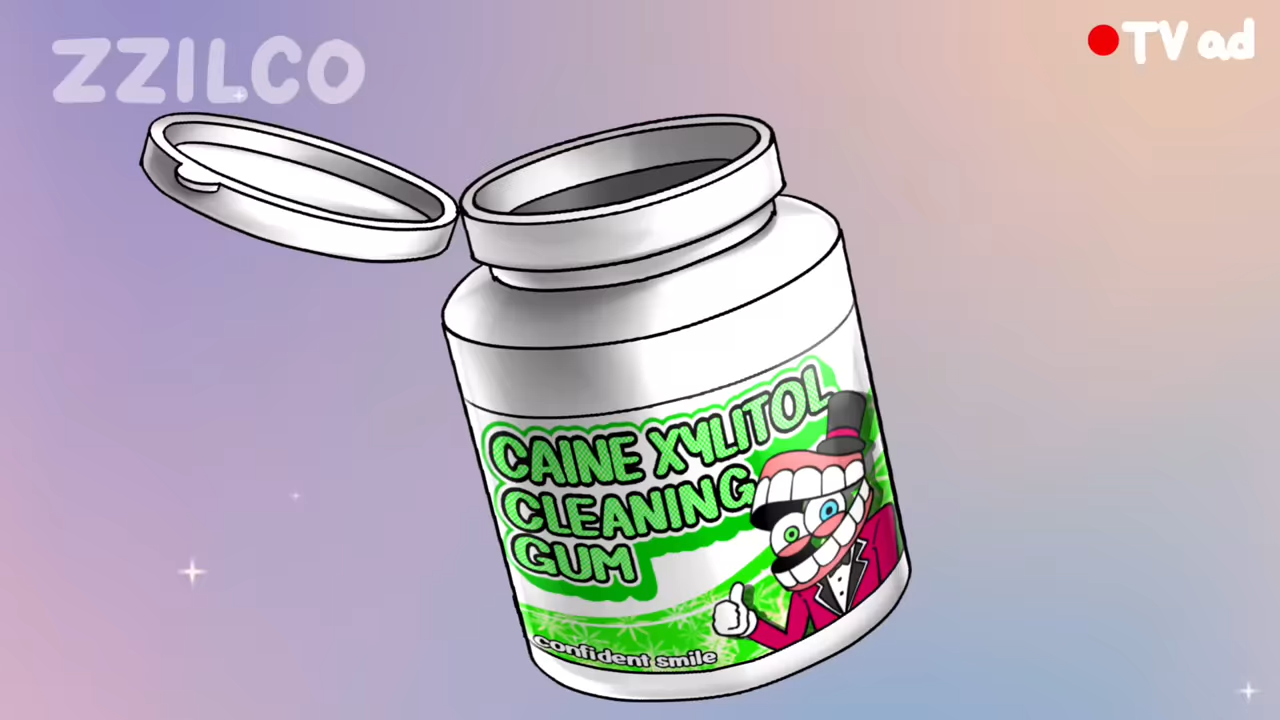 ZZILCO
TV ad
CAINE XYLITOL
CLEANING
GUM
confident smile